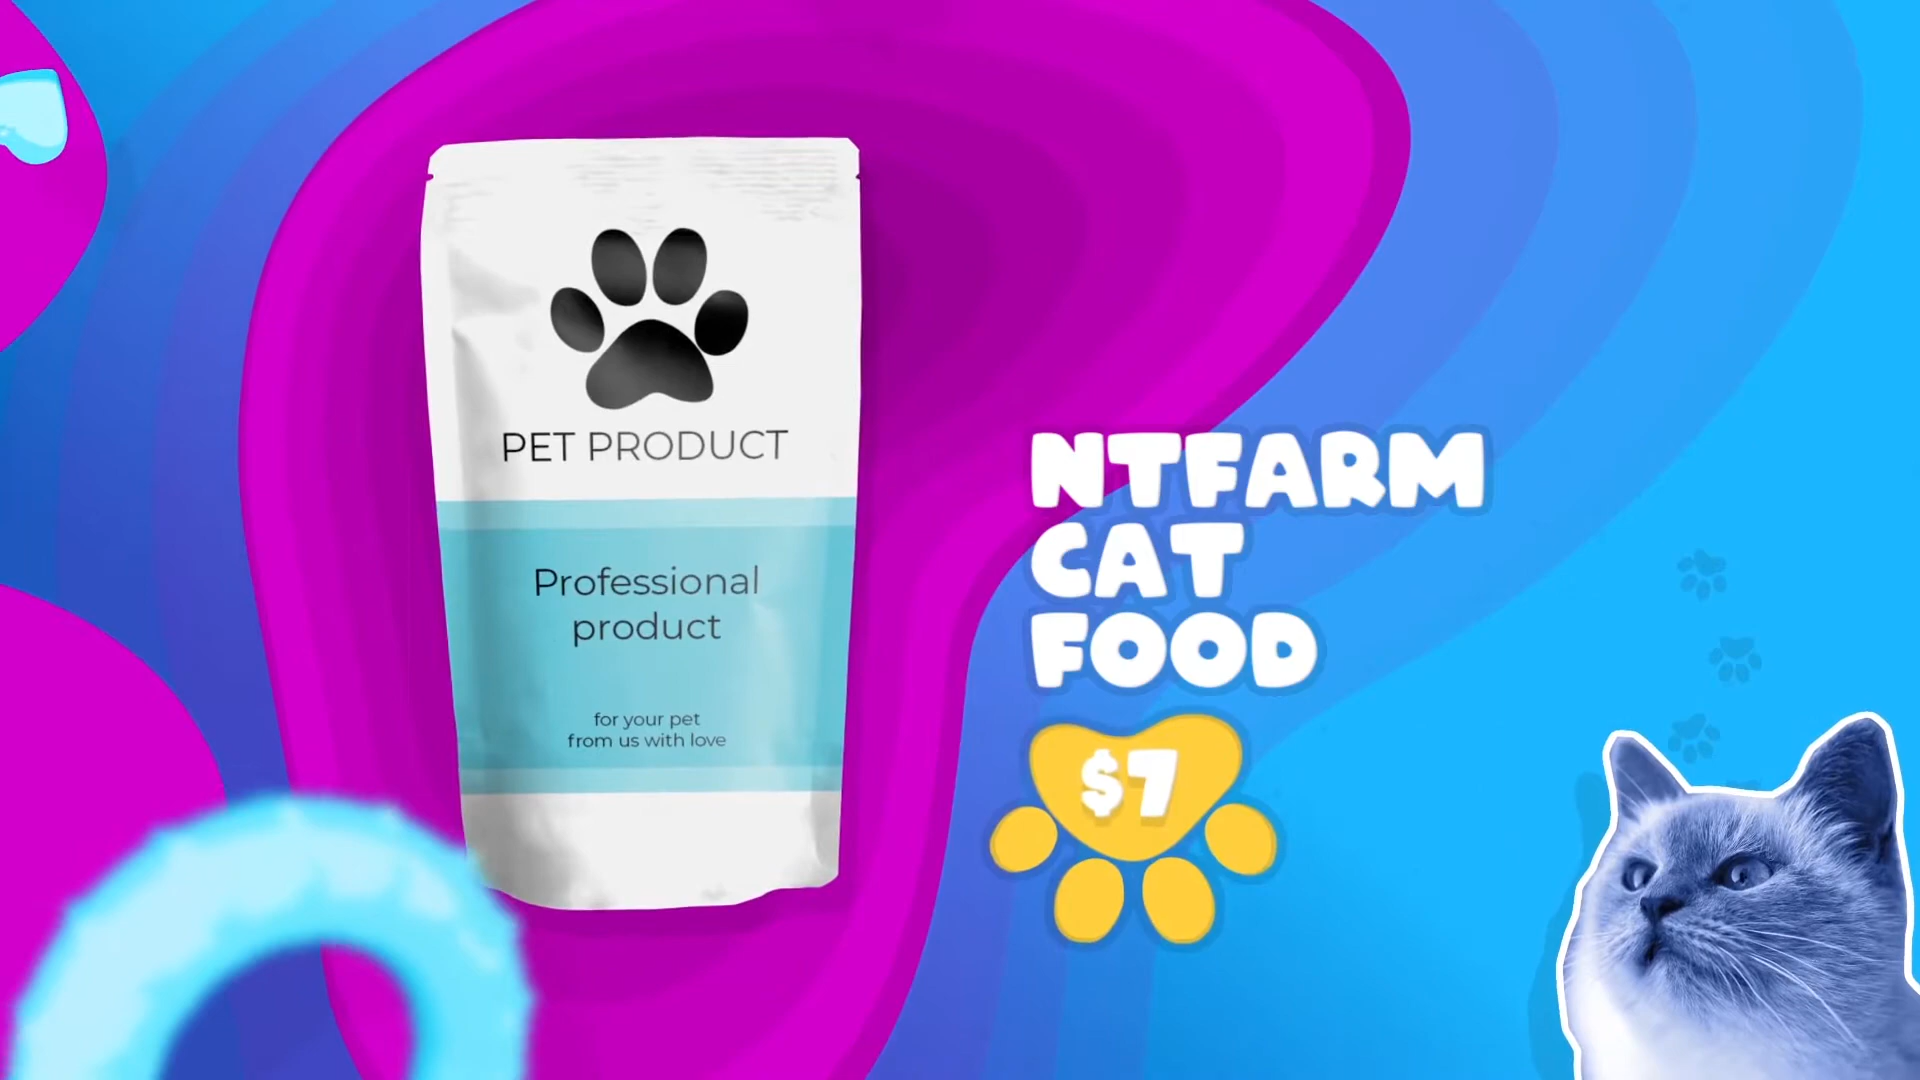 PET PRODUCT
Professional
product
for your pet
from us with love
NTFARM
CAT
FOOD
$7